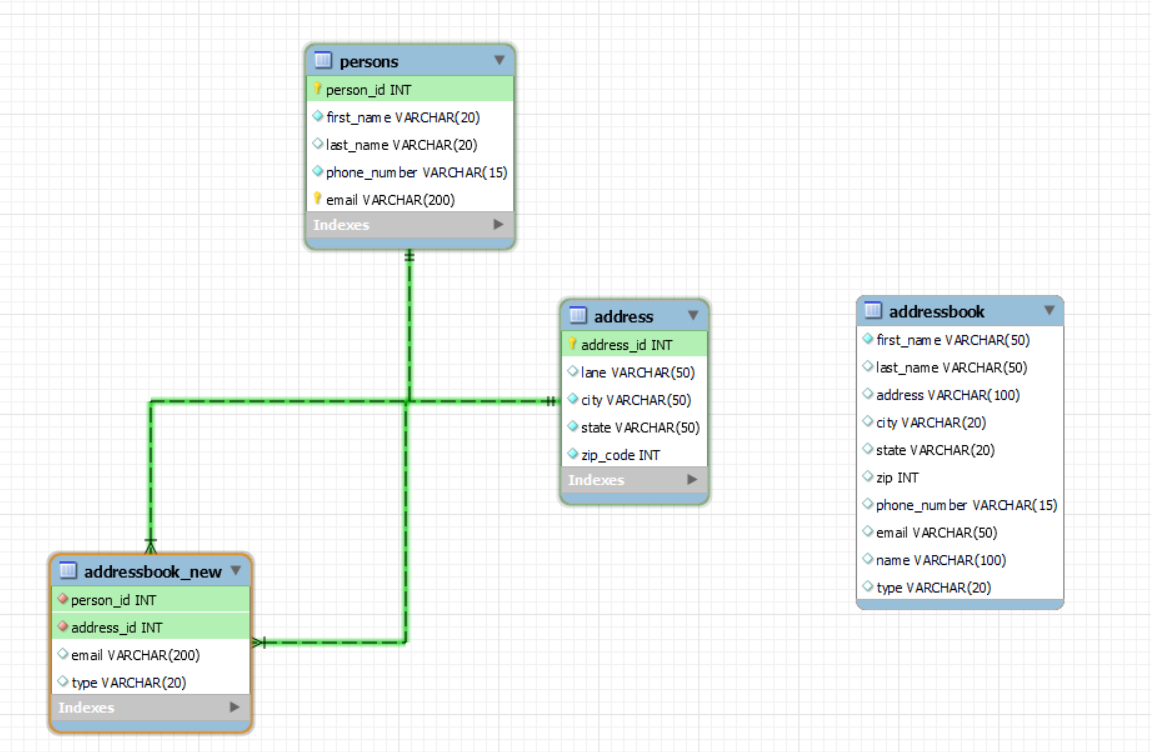 persons
person_id INT
first_name VARCHAR(20)
last_name VARCHAR(20)
phone_number VARCHAR(15)
email VARCHAR(200)
Indexes
address
address_id INT
lane VARCHAR(50)
city VARCHAR(50)
state VARCHAR(50)
zip_code INT
Indexes
addressbook
first_name VARCHAR(50)
last_name VARCHAR(50)
address VARCHAR(100)
city VARCHAR(20)
state VARCHAR(20)
zip INT
phone_number VARCHAR(15)
email VARCHAR(50)
name VARCHAR(100)
type VARCHAR(20)
addressbook_new
person_id INT
address_id INT
email VARCHAR(200)
type VARCHAR(20)
Indexes